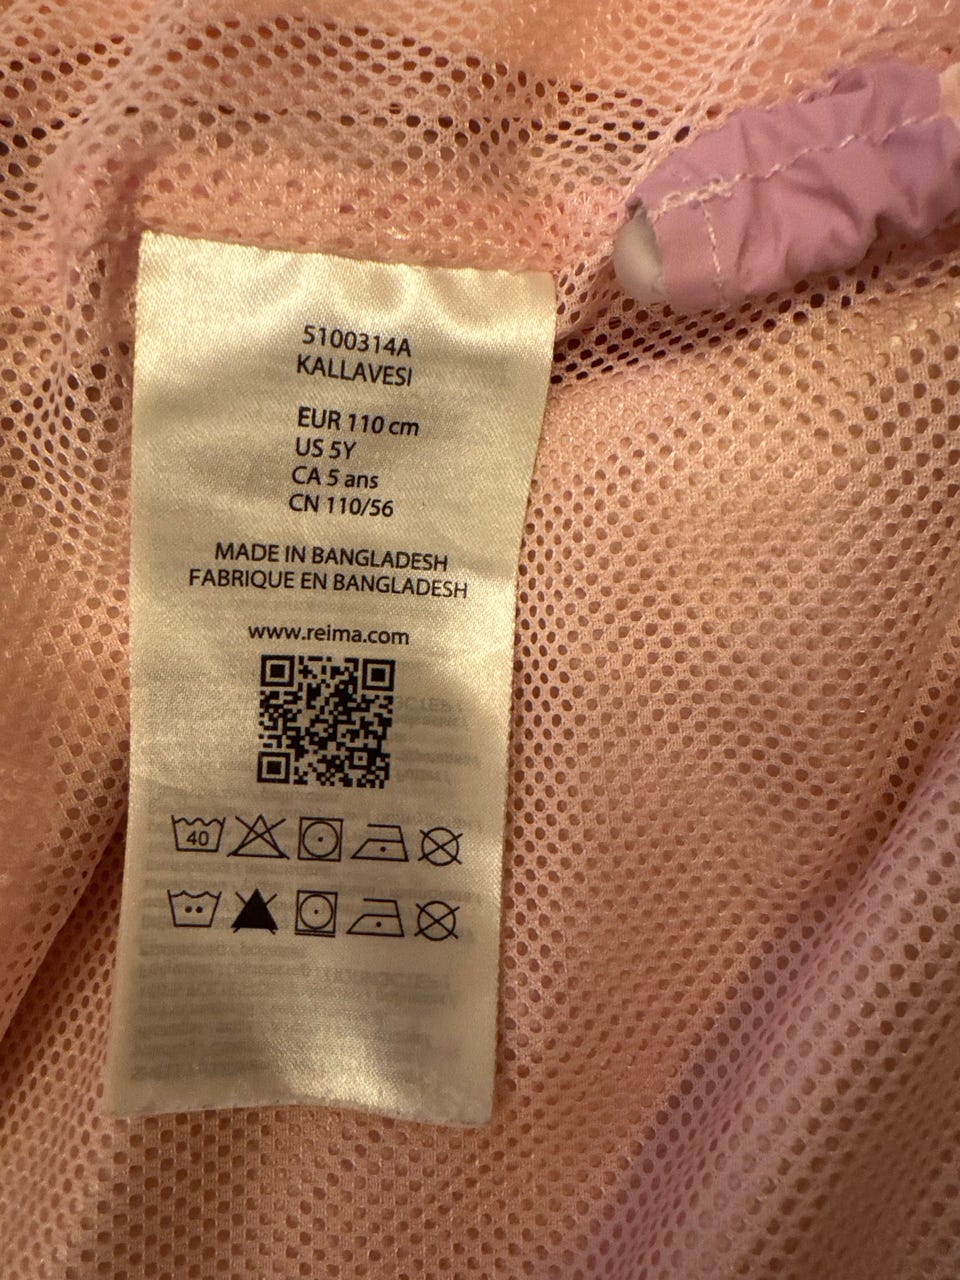 5100314A
KALLAVESI
EUR 110 cm
US 5Y
CA 5 ans
CN 110/56
MADE IN BANGLADESH
FABRIQUE EN BANGLADESH
www.reima.com
40